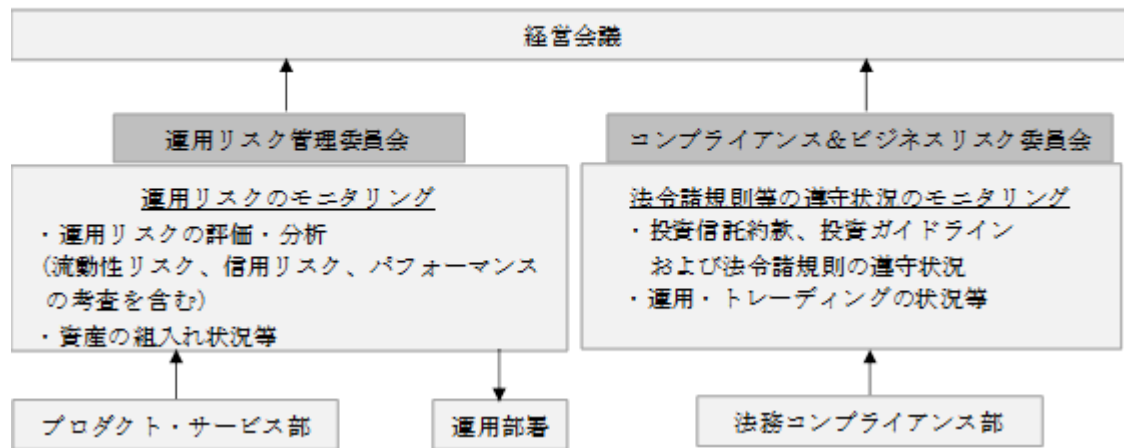 経営会議
運用リスク管理委員会
コンプライアンス＆ビジネスリスク委員会
運用リスクのモニタリング
・運用リスクの評価・分析
(流動性リスク、信用リスク、パフォーマンス
の考査を含む)
・資産の組入れ状況等
法令諸規則等の遵守状況のモニタリング
・投資信託約款、投資ガイドライン
および法令諸規則の遵守状況
・運用・トレーディングの状況等
プロダクト・サービス部
運用部署
法務コンプライアンス部